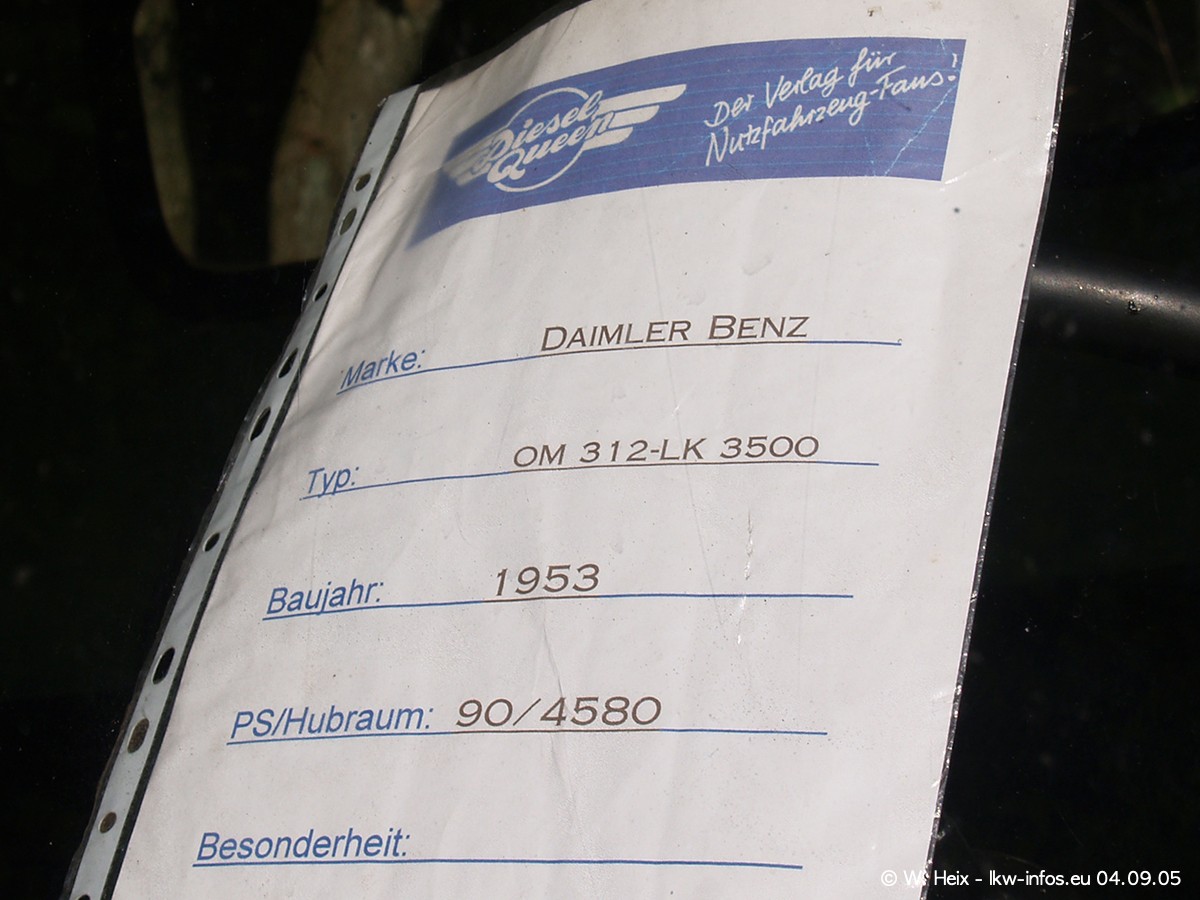 Diesel
Queen
Der Verlag für
Nutzfahrzeug-Fans!
Marke: DAIMLER BENZ
Typ: OM 312-LK 3500
Baujahr: 1953
PS/Hubraum: 90/4580
Besonderheit:
© W. Heix - lkw-infos.eu 04.09.05